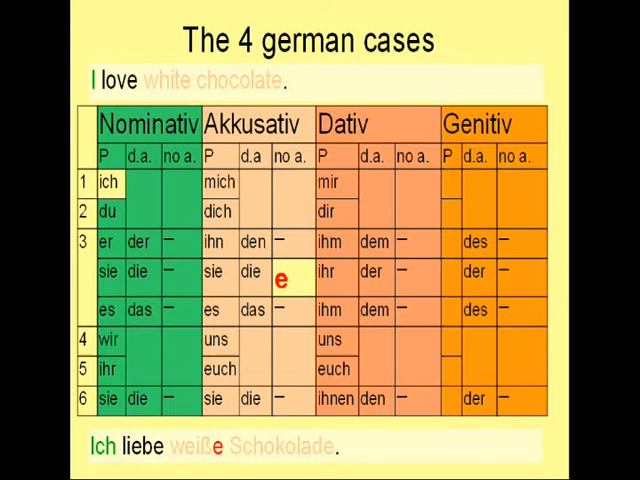 The 4 german cases
I love white chocolate.
Nominativ Akkusativ Dativ Genitiv
P d.a. no a. P d.a no a. P d.a. no a. P d.a. no a.
1 ich mich mir
2 du dich dir
3 er der – ihn den – ihm dem – des –
sie die – sie die e ihr der – der –
es das – es das – ihm dem – des –
4 wir uns uns
5 ihr euch euch
6 sie die – sie die – ihnen den – der –
Ich liebe weiße Schokolade.